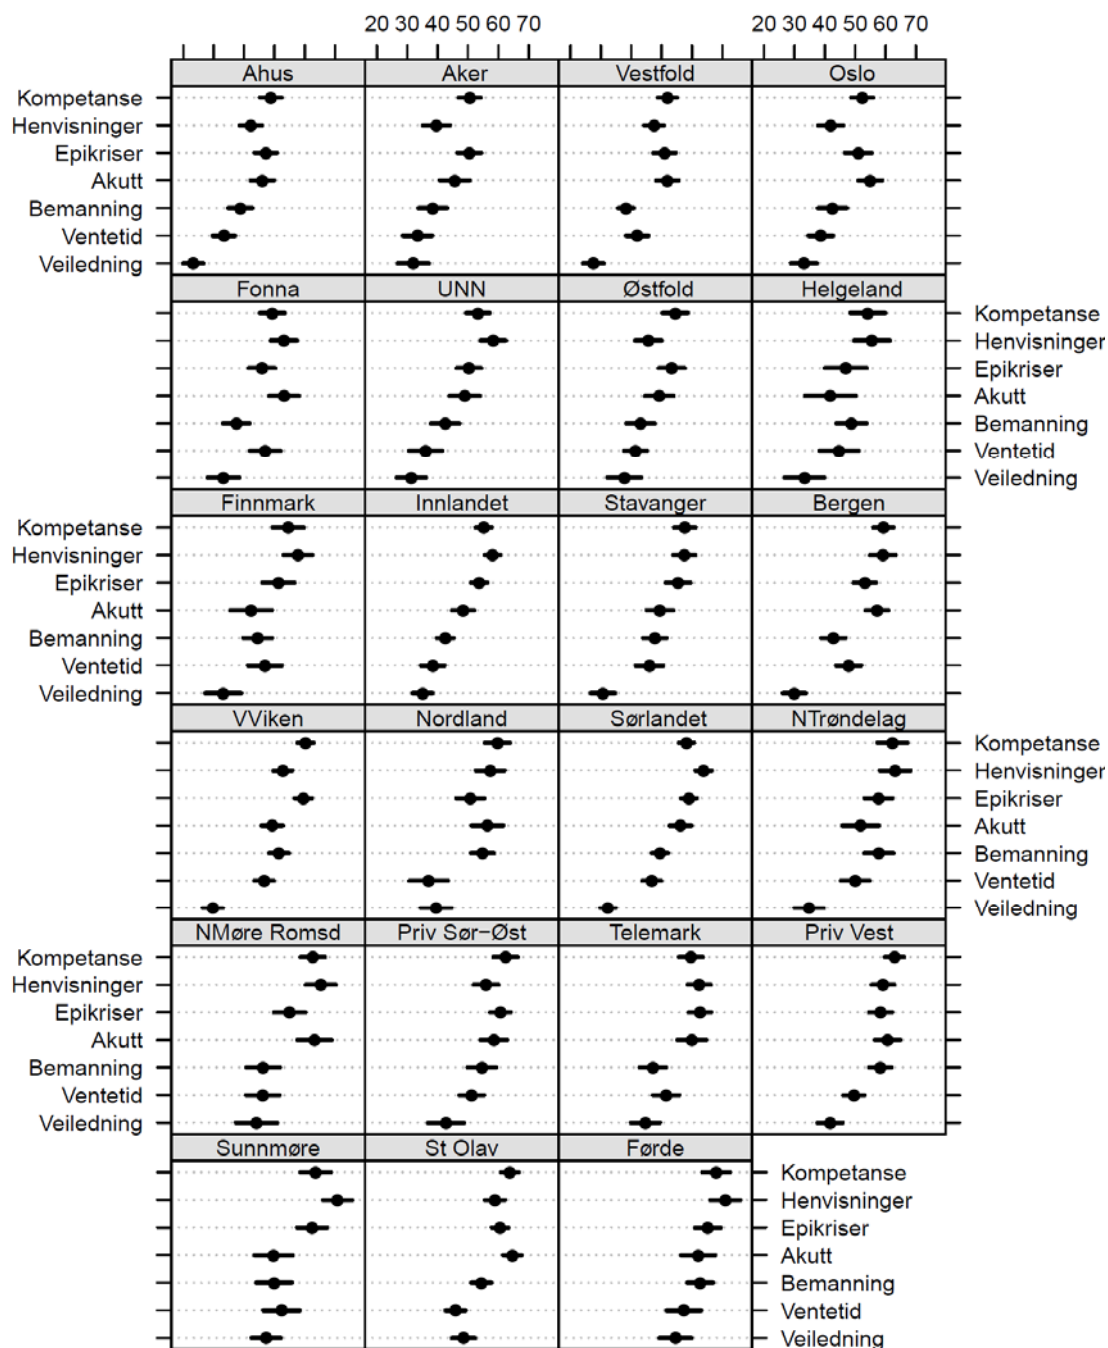 20 30 40 50 60 70 20 30 40 50 60 70
Ahus Aker Vestfold Oslo
Kompetanse
Henvisninger
Epikriser
Akutt
Bemanning
Ventetid
Veiledning
Fonna UNN Østfold Helgeland
Kompetanse
Henvisninger
Epikriser
Akutt
Bemanning
Ventetid
Veiledning
Finnmark Innlandet Stavanger Bergen
Kompetanse
Henvisninger
Epikriser
Akutt
Bemanning
Ventetid
Veiledning
VViken Nordland Sørlandet NTrøndelag
Kompetanse
Henvisninger
Epikriser
Akutt
Bemanning
Ventetid
Veiledning
NMøre Romsd Priv Sør−Øst Telemark Priv Vest
Kompetanse
Henvisninger
Epikriser
Akutt
Bemanning
Ventetid
Veiledning
Sunnmøre St Olav Førde
Kompetanse
Henvisninger
Epikriser
Akutt
Bemanning
Ventetid
Veiledning